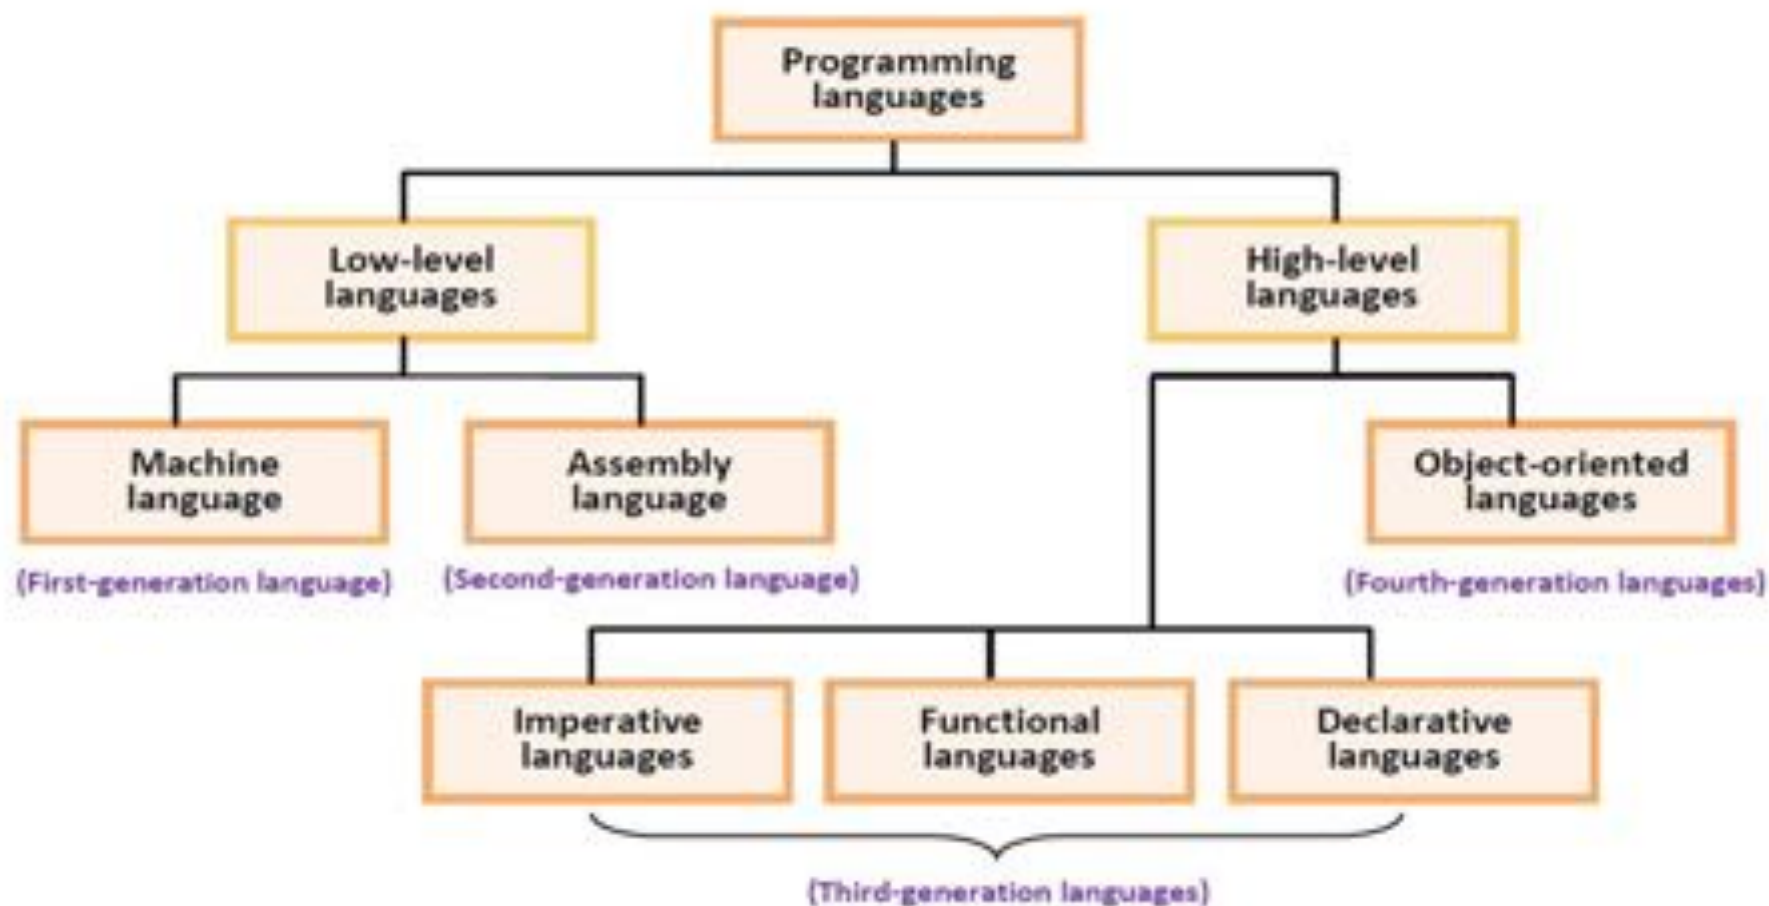 Programming
languages
Low-level
languages
High-level
languages
Machine
language
Assembly
language
Object-oriented
languages
(First-generation language)
(Second-generation language)
(Fourth-generation languages)
Imperative
languages
Functional
languages
Declarative
languages
(Third-generation languages)